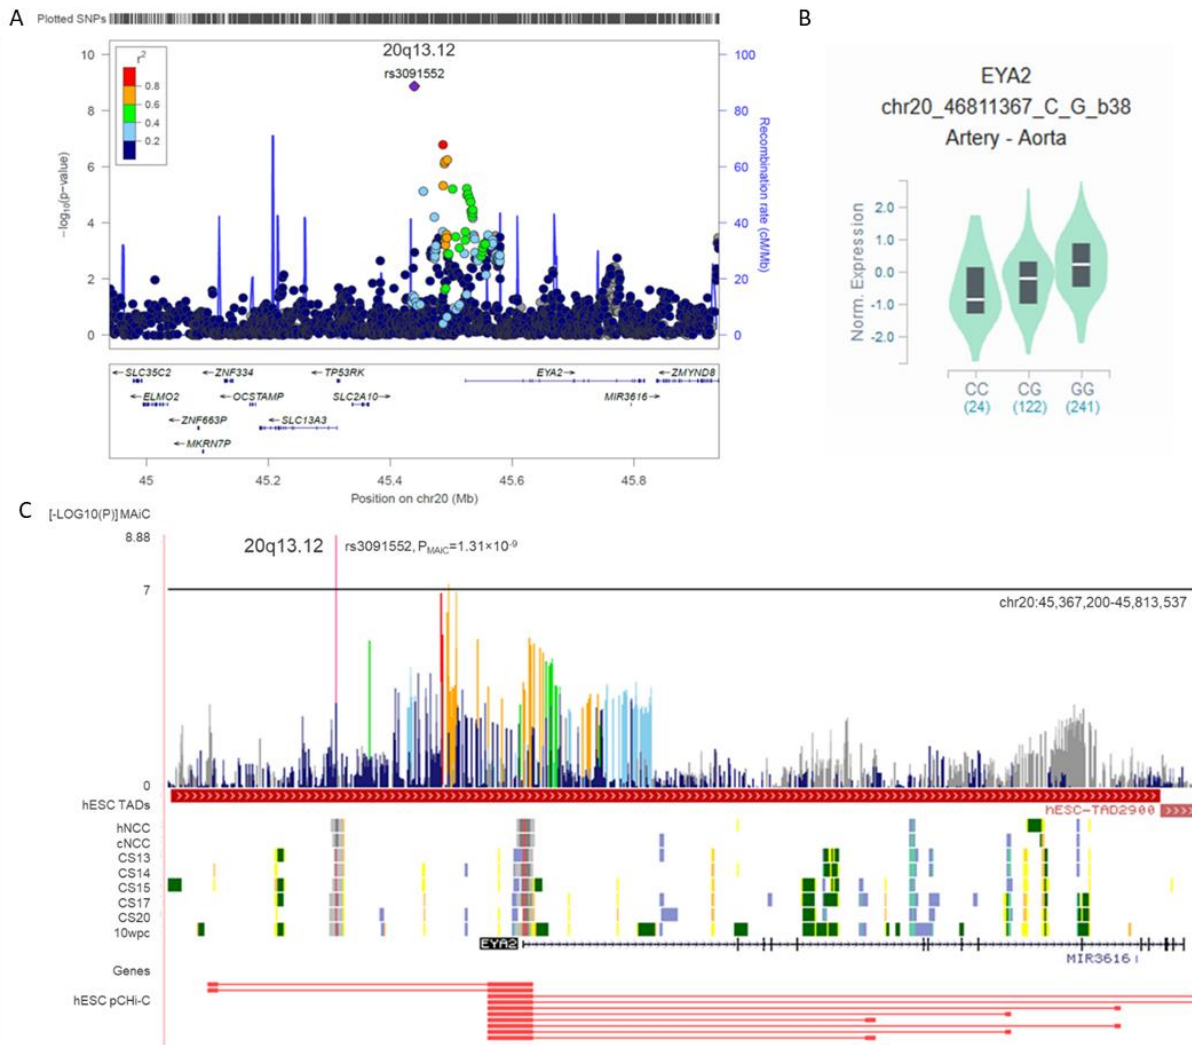 A
Plotted SNPs
20q13.12
rs3091552
r2
0.8
0.6
0.4
0.2
10
8
6
4
2
0
−log10(p-value)
100
80
60
40
20
0
Recombination rate (cM/Mb)
←SLC35C2
←ZNF334
←TP53RK
EYA2→
←ZMYND8
←ELMO2
←OCSTAMP
SLC2A10→
MIR3616→
←ZNF663P
←SLC13A3
←MKRN7P
45
45.2
45.4
45.6
45.8
Position on chr20 (Mb)
B
EYA2
chr20_46811367_C_G_b38
Artery - Aorta
Norm. Expression
2.0
1.0
0.0
-1.0
-2.0
CC
CG
GG
(24)
(122)
(241)
C
[-LOG10(P)]MAiC
8.88
20q13.12
rs3091552, PMAiC=1.31×10-9
7
chr20:45,367,200-45,813,537
0
hESC TADs
hESC-TAD2900
hNCC
cNCC
CS13
CS14
CS15
CS17
CS20
10wpc
EYA2
MIR3616
Genes
hESC pCHi-C